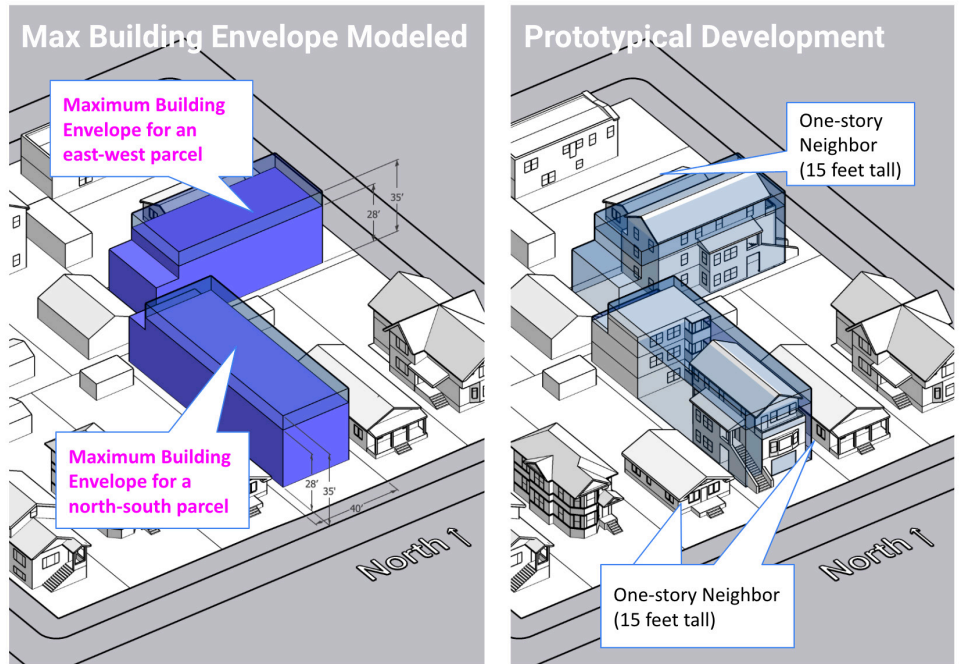 Max Building Envelope Modeled
Maximum Building
Envelope for an
east-west parcel
35'
28'
Maximum Building
Envelope for a
north-south parcel
28'
35'
40'
North ↑
Prototypical Development
One-story
Neighbor
(15 feet tall)
One-story Neighbor
(15 feet tall)
North ↑